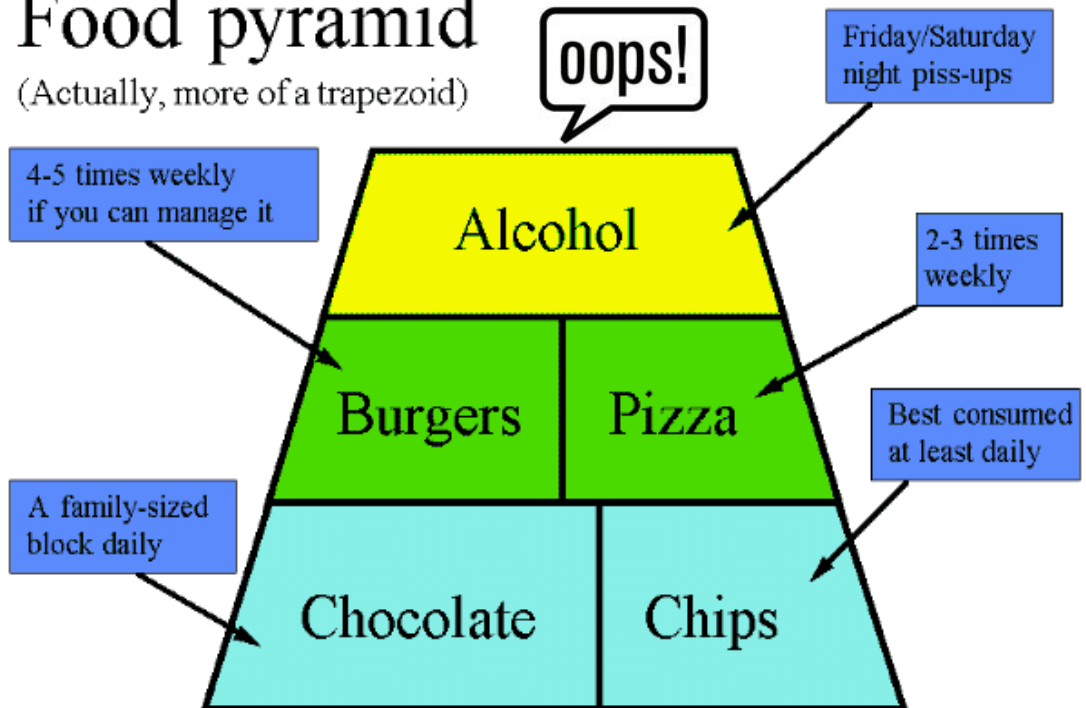 Food pyramid
(Actually, more of a trapezoid)
oops!
Friday/Saturday
night piss-ups
4-5 times weekly
if you can manage it
Alcohol
2-3 times
weekly
Burgers
Pizza
Best consumed
at least daily
A family-sized
block daily
Chocolate
Chips